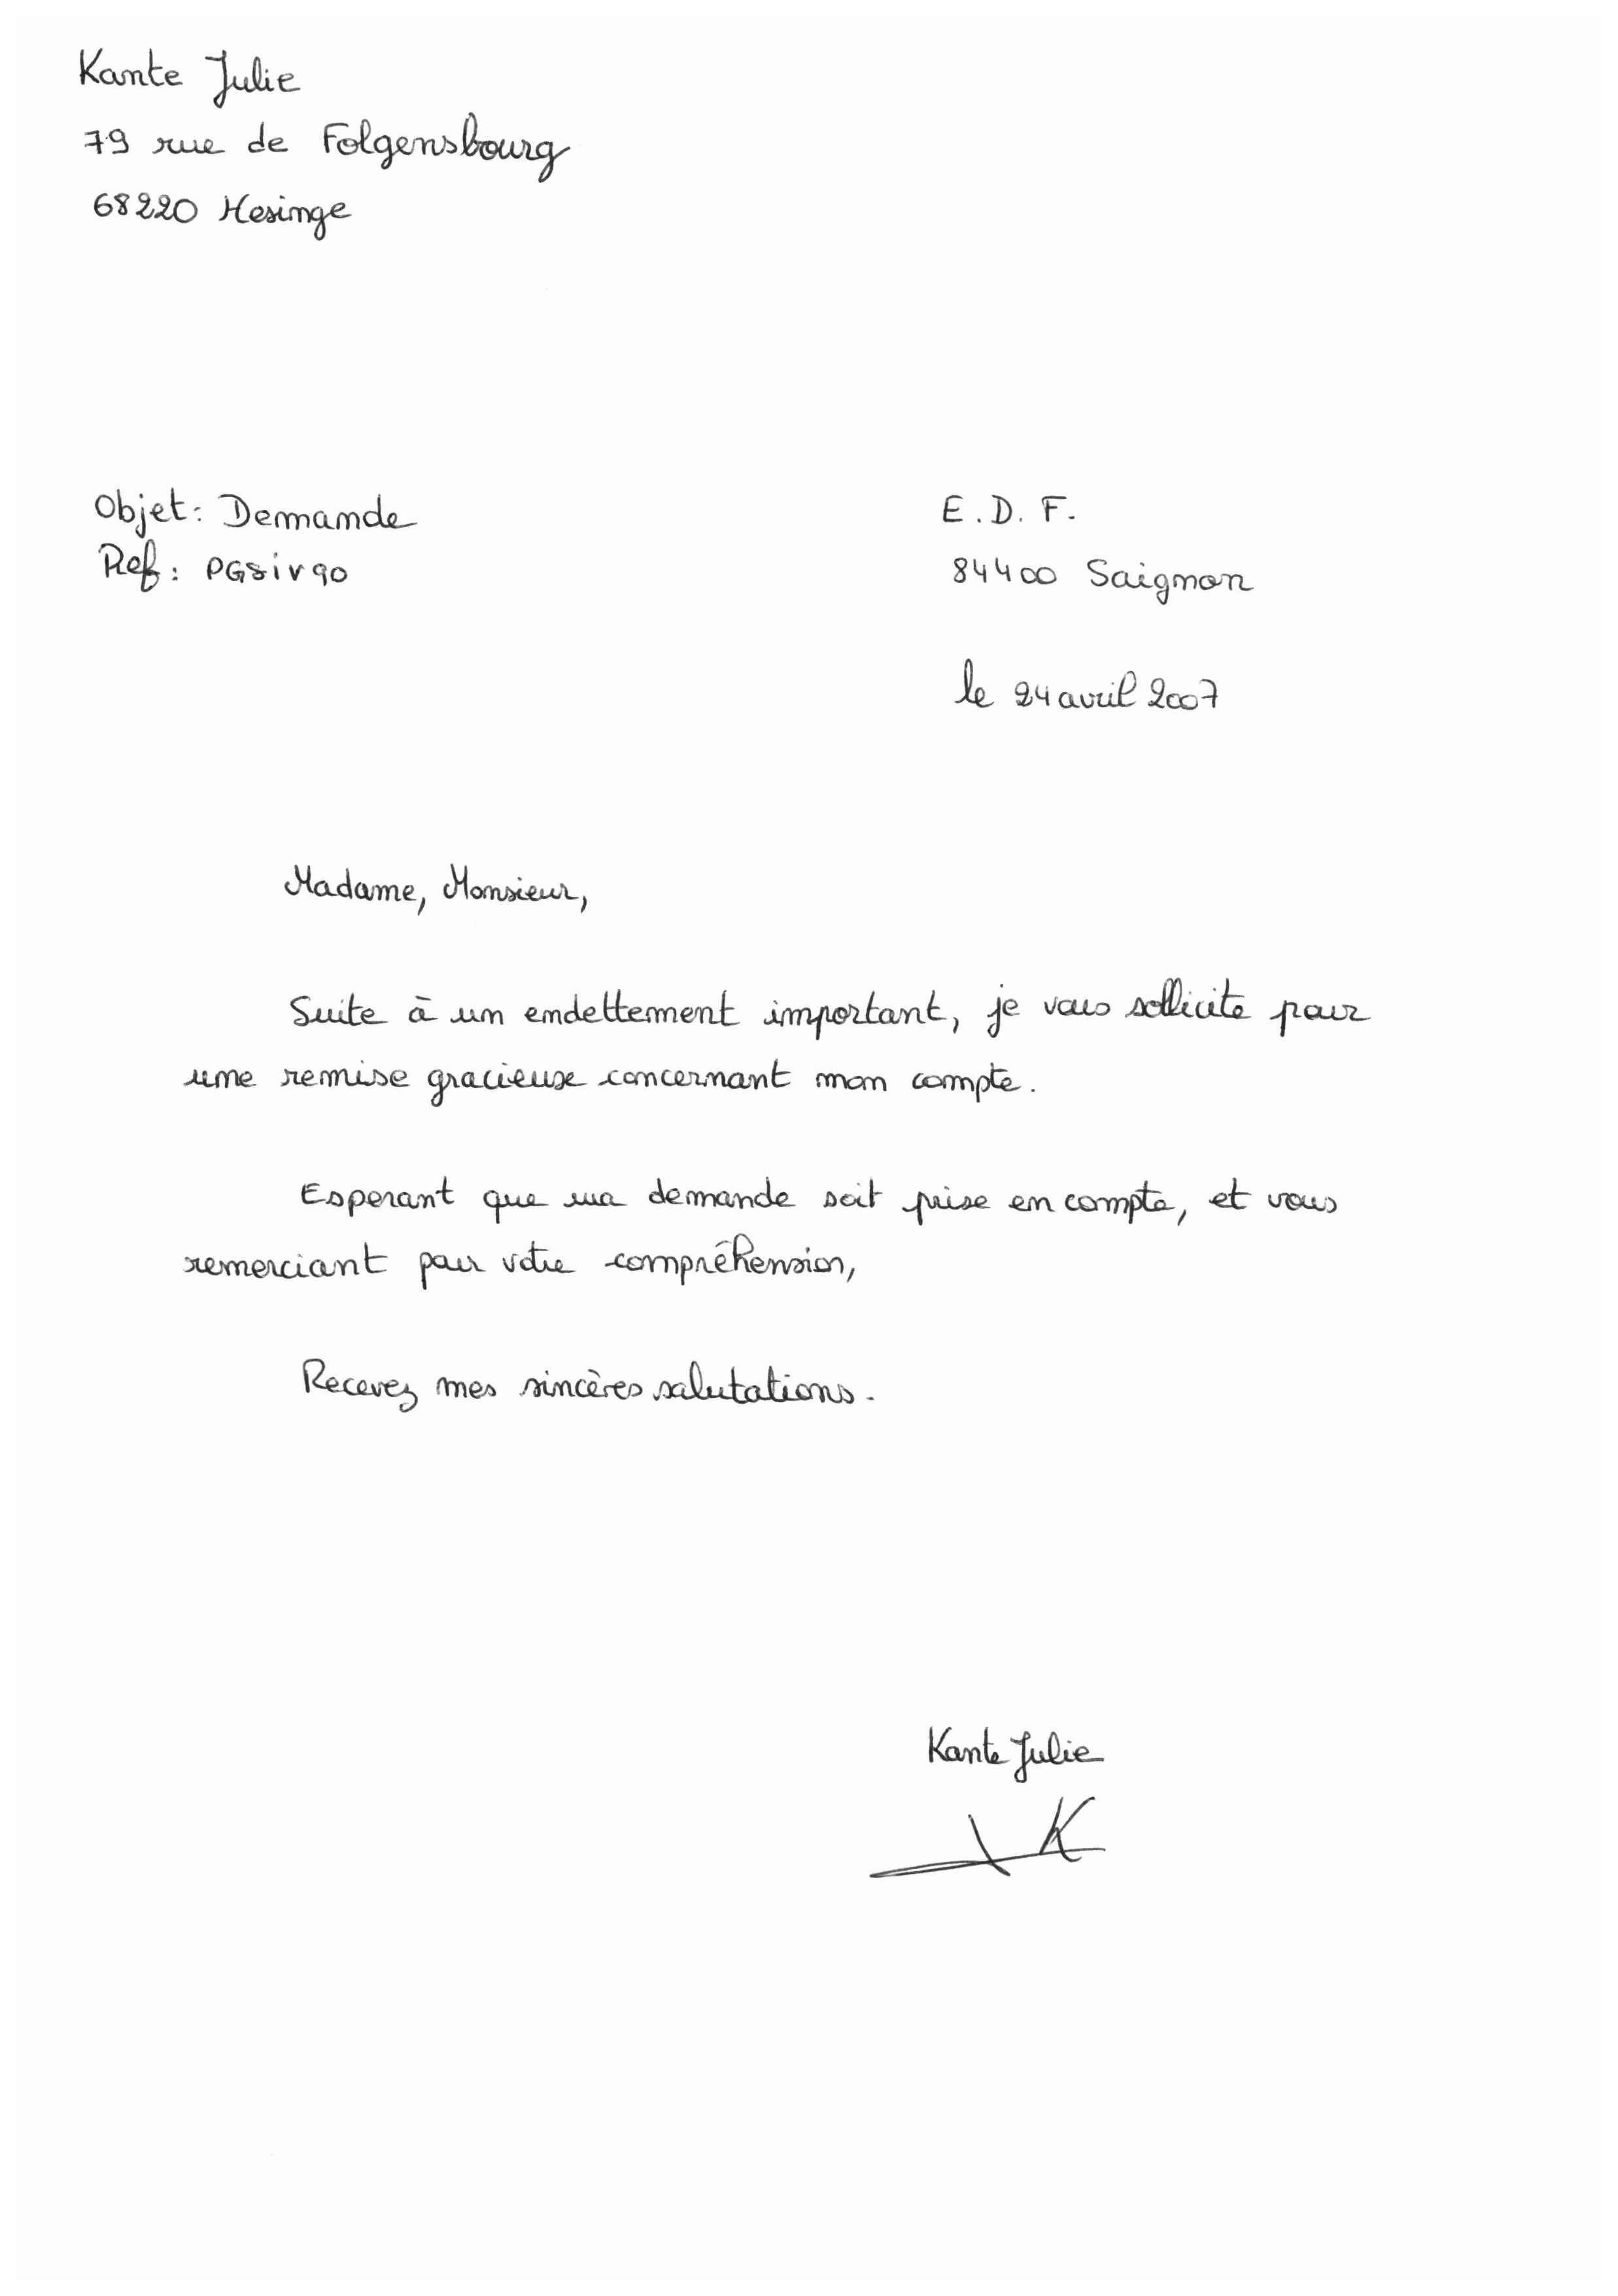 Kante Julie
79 rue de Folgensbourg
68220 Hesinge
Objet: Demande
Ref: PGSiv90
E.D.F.
84400 Saignon
le 24 avril 2007
Madame, Monsieur,
Suite à un endettement important, je vous sollicite pour
une remise gracieuse concernant mon compte.
Esperant que ma demande soit prise en compte, et vous
remerciant pour votre compréhension,
Recevez mes sincères salutations.
Kante Julie
K